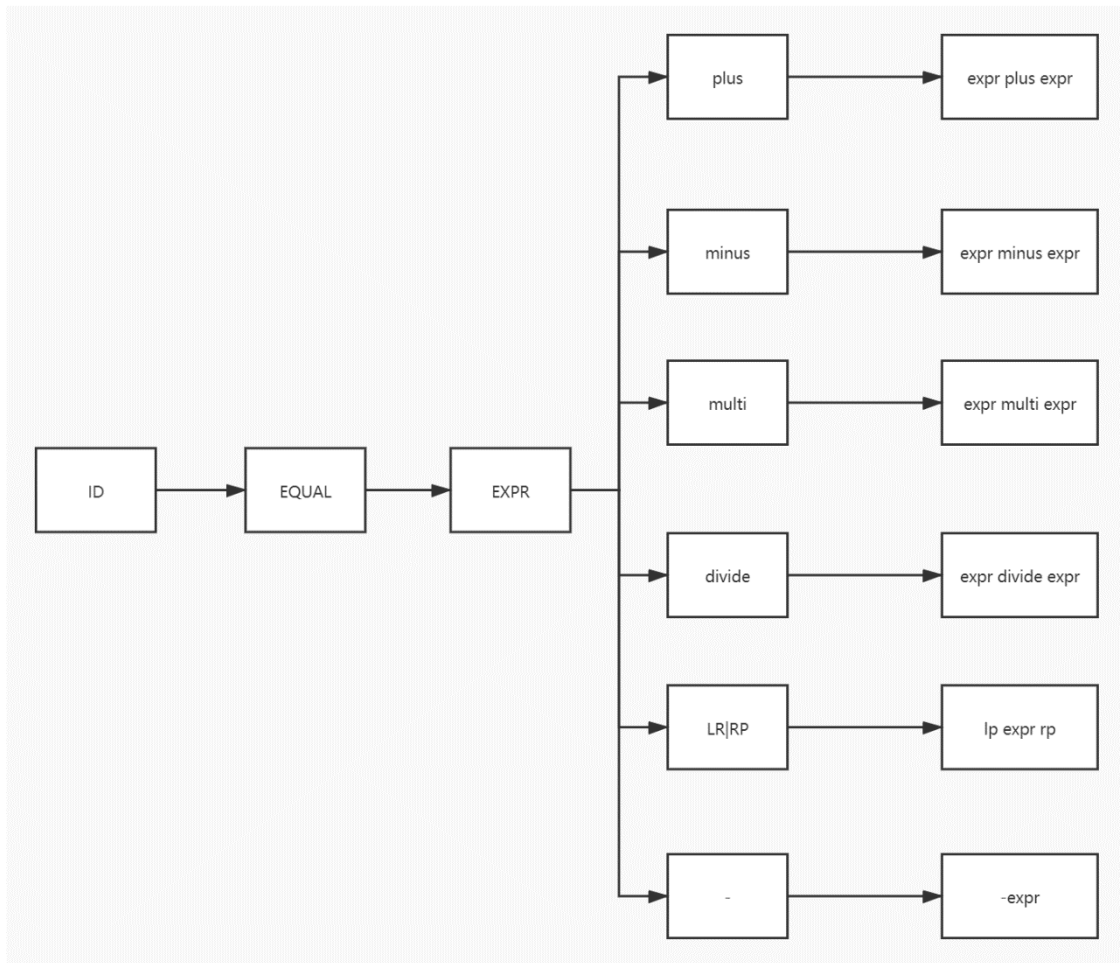 plus
expr plus expr
minus
expr minus expr
multi
expr multi expr
ID
EQUAL
EXPR
divide
expr divide expr
LR|RP
lp expr rp
-
-expr